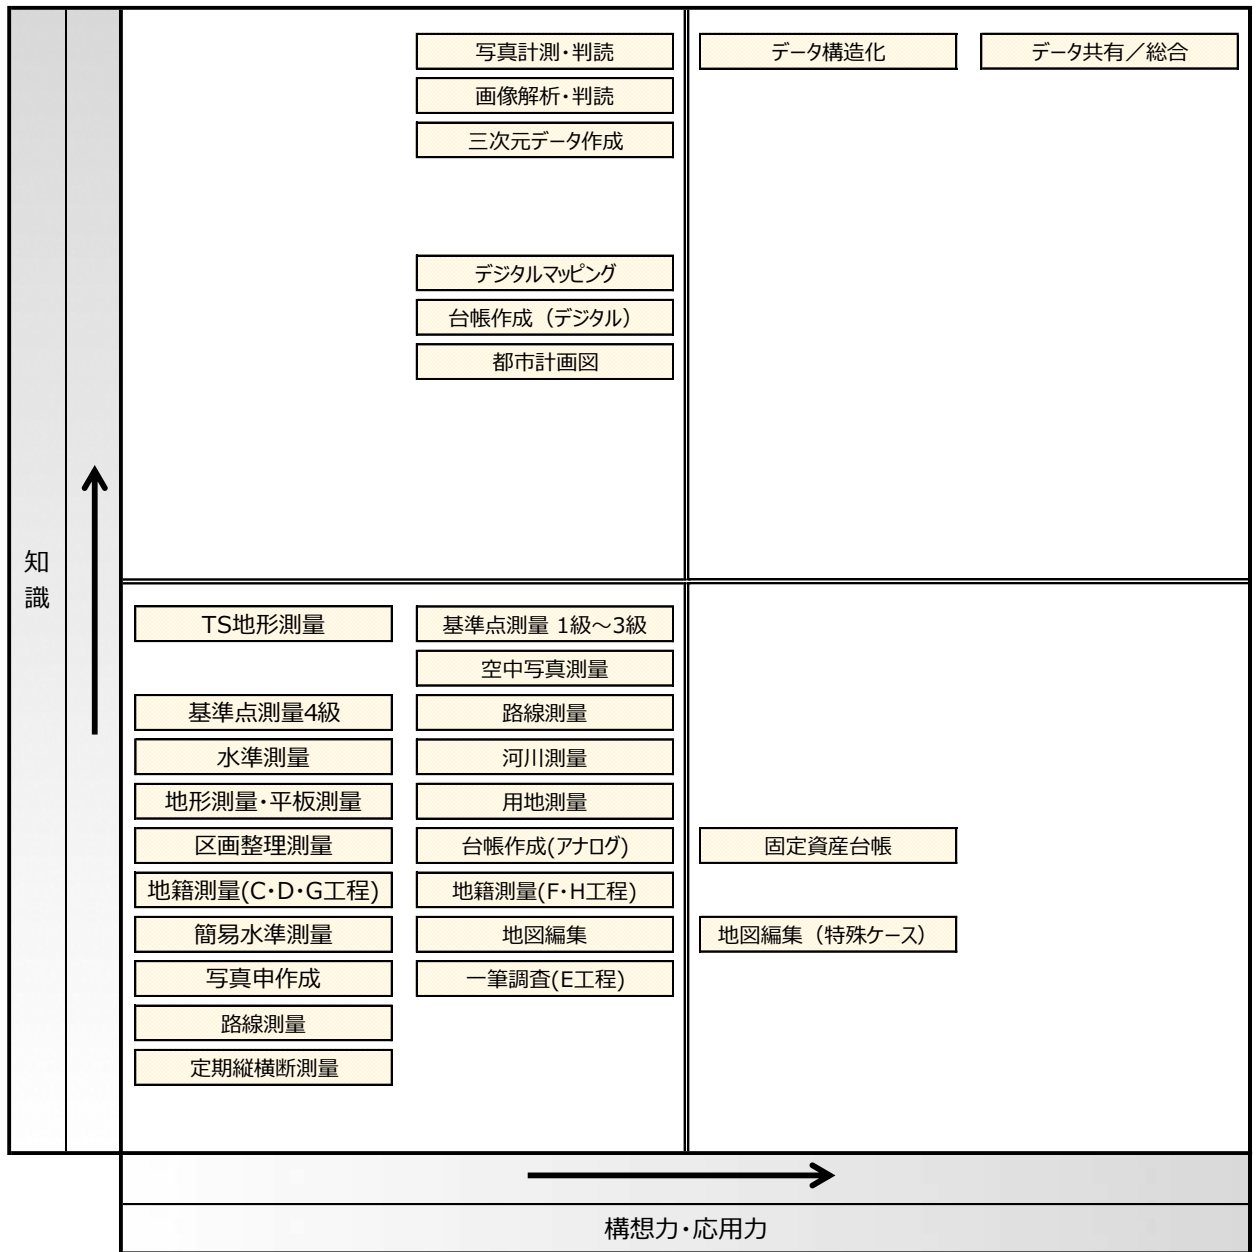 写真計測・判読
データ構造化
データ共有／総合
画像解析・判読
三次元データ作成
デジタルマッピング
台帳作成（デジタル）
都市計画図
知
識
TS地形測量
基準点測量 1級～3級
空中写真測量
基準点測量4級
路線測量
水準測量
河川測量
地形測量・平板測量
用地測量
区画整理測量
台帳作成(アナログ)
固定資産台帳
地籍測量(C・D・G工程)
地籍測量(F・H工程)
簡易水準測量
地図編集
地図編集（特殊ケース）
写真申作成
一筆調査(E工程)
路線測量
定期縦横断測量
構想力・応用力